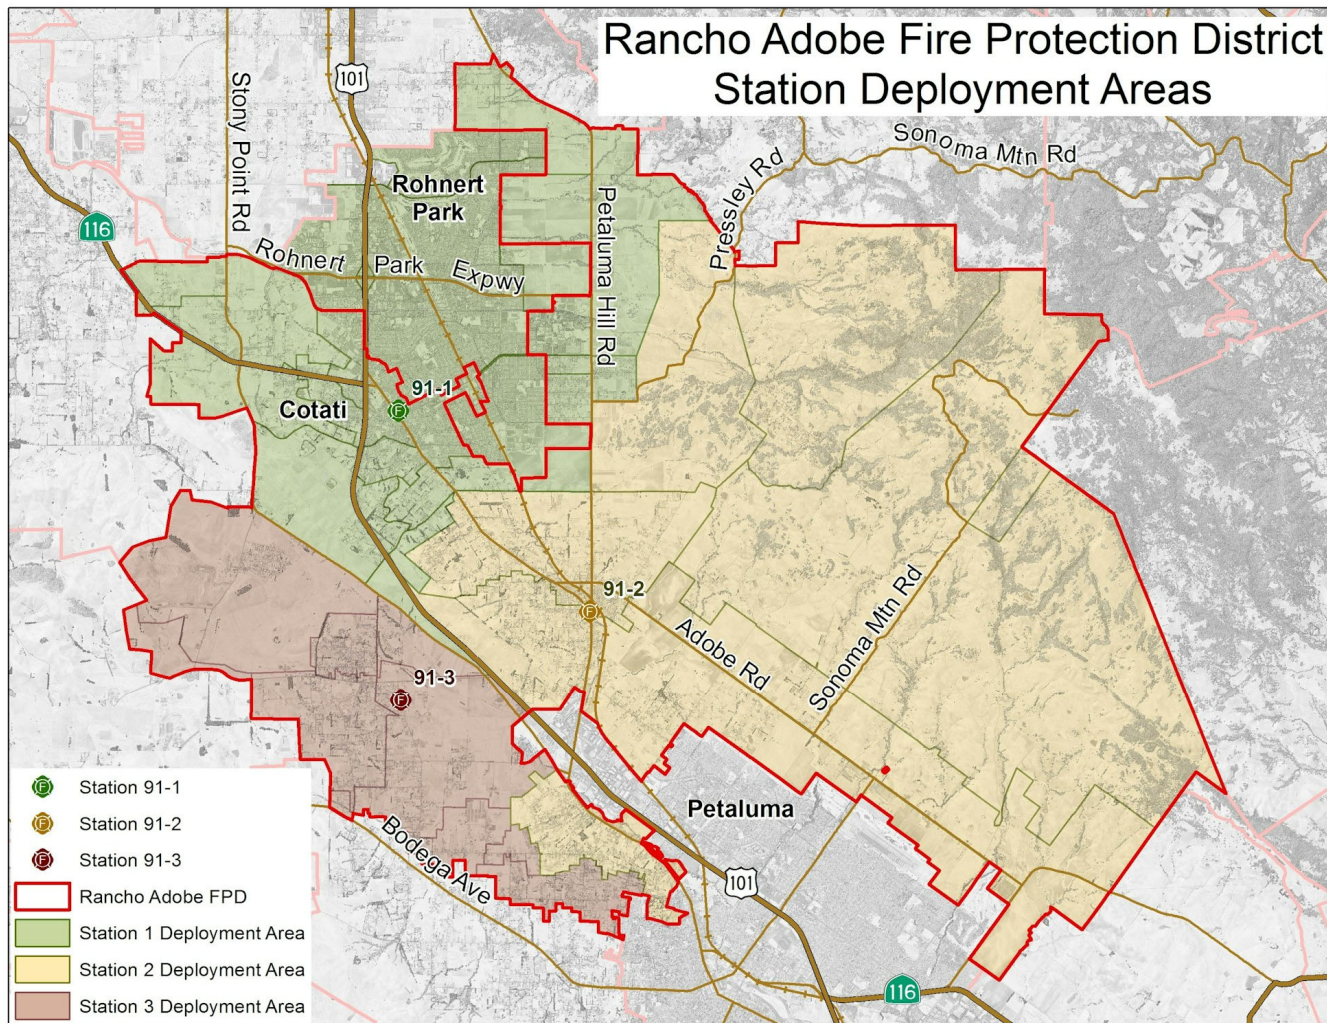 Rancho Adobe Fire Protection District
Station Deployment Areas
101
Stony Point Rd
Sonoma Mtn Rd
Pressley Rd
Rohnert
Park
Petaluma Hill Rd
116
Rohnert Park Expwy
91-1
Cotati
91-2
Adobe Rd
Sonoma Mtn Rd
91-3
Petaluma
Bodega Ave
101
116
F
F
F
F Station 91-1
F Station 91-2
F Station 91-3
Rancho Adobe FPD
Station 1 Deployment Area
Station 2 Deployment Area
Station 3 Deployment Area